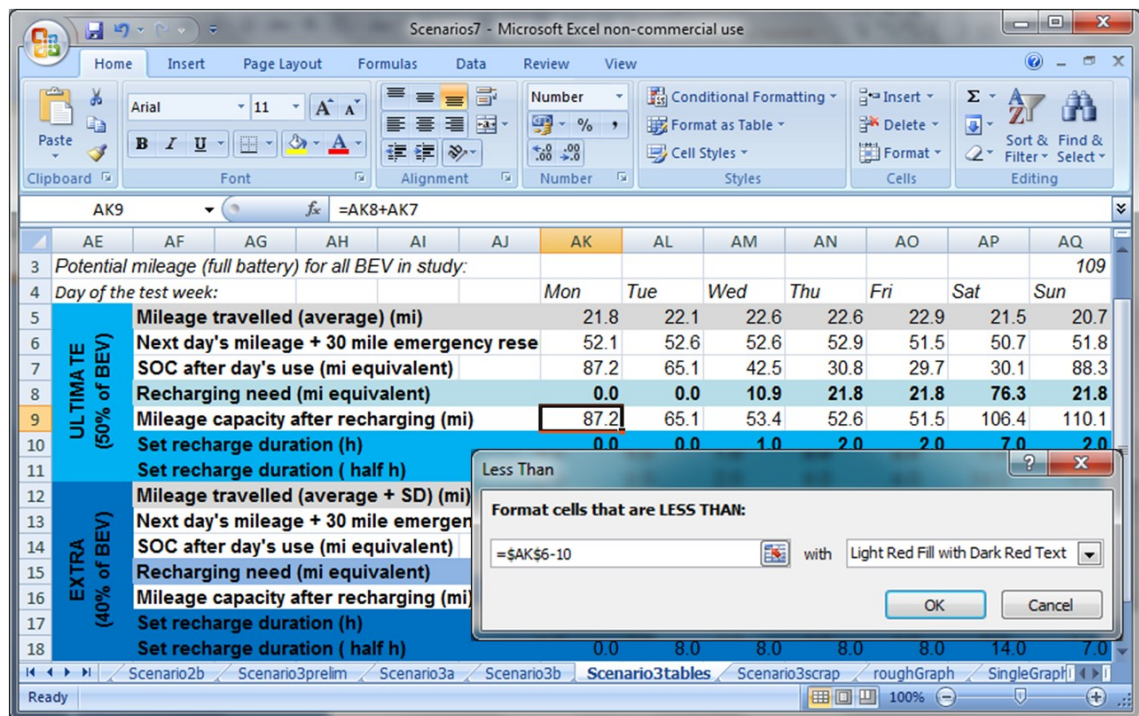 Scenarios7 - Microsoft Excel non-commercial use
Home Insert Page Layout Formulas Data Review View
Paste
Clipboard
Arial 11 A A
B I U A
Font
Alignment
Number
% ,
.0 .00 .00 .0
Number
Conditional Formatting
Format as Table
Cell Styles
Styles
Insert
Delete
Format
Cells
Σ
Sort & Filter
Find & Select
Editing
AK9 fx =AK8+AK7
AE AF AG AH AI AJ AK AL AM AN AO AP AQ
3 Potential mileage (full battery) for all BEV in study: 109
4 Day of the test week: Mon Tue Wed Thu Fri Sat Sun
ULTIMATE
(50% of BEV)
5 Mileage travelled (average) (mi) 21.8 22.1 22.6 22.6 22.9 21.5 20.7
6 Next day's mileage + 30 mile emergency rese 52.1 52.6 52.6 52.9 51.5 50.7 51.8
7 SOC after day's use (mi equivalent) 87.2 65.1 42.5 30.8 29.7 30.1 88.3
8 Recharging need (mi equivalent) 0.0 0.0 10.9 21.8 21.8 76.3 21.8
9 Mileage capacity after recharging (mi) 87.2 65.1 53.4 52.6 51.5 106.4 110.1
10 Set recharge duration (h) 0.0 0.0 1.0 2.0 2.0 7.0 2.0
11 Set recharge duration ( half h)
EXTRA
(40% of BEV)
12 Mileage travelled (average + SD) (mi)
13 Next day's mileage + 30 mile emergen
14 SOC after day's use (mi equivalent)
15 Recharging need (mi equivalent)
16 Mileage capacity after recharging (mi)
17 Set recharge duration (h)
18 Set recharge duration ( half h) 0.0 8.0 8.0 8.0 8.0 14.0 7.0
Less Than
Format cells that are LESS THAN:
=$AK$6-10 with Light Red Fill with Dark Red Text
OK Cancel
Scenario2b Scenario3prelim Scenario3a Scenario3b Scenario3tables Scenario3scrap roughGraph SingleGraph
Ready 100%